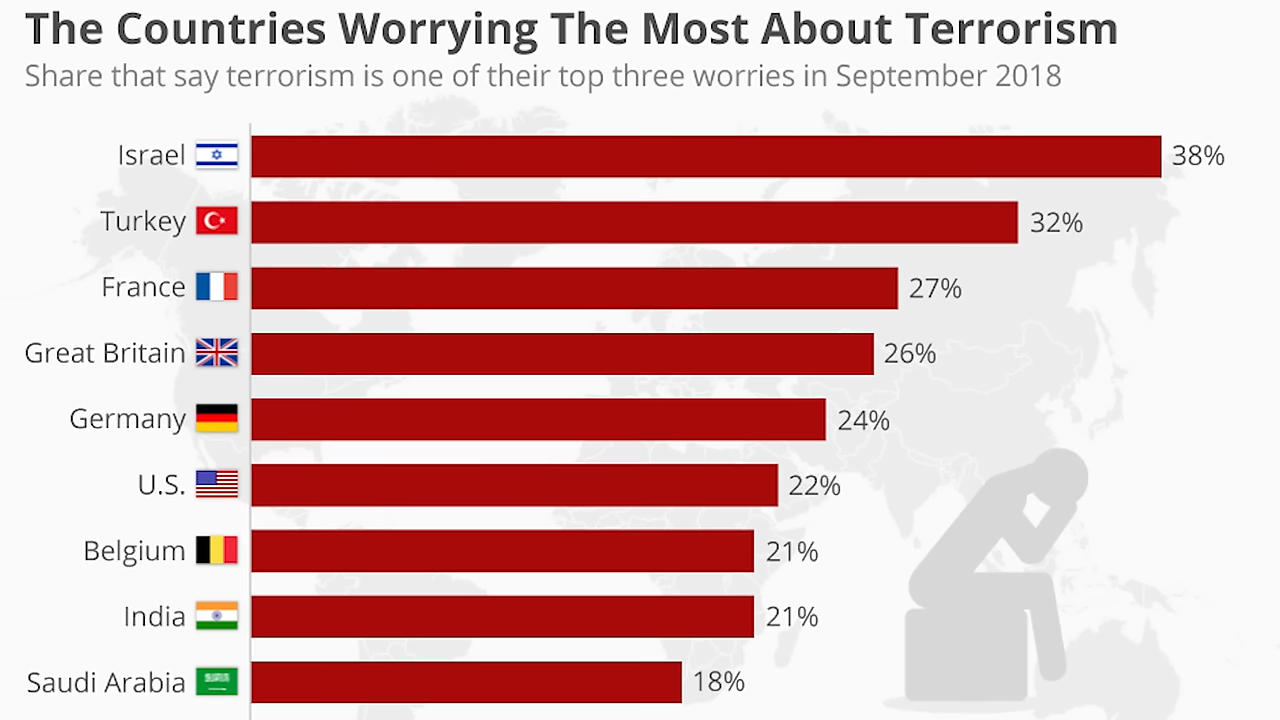 The Countries Worrying The Most About Terrorism
Share that say terrorism is one of their top three worries in September 2018
Israel 38%
Turkey 32%
France 27%
Great Britain 26%
Germany 24%
U.S. 22%
Belgium 21%
India 21%
Saudi Arabia 18%